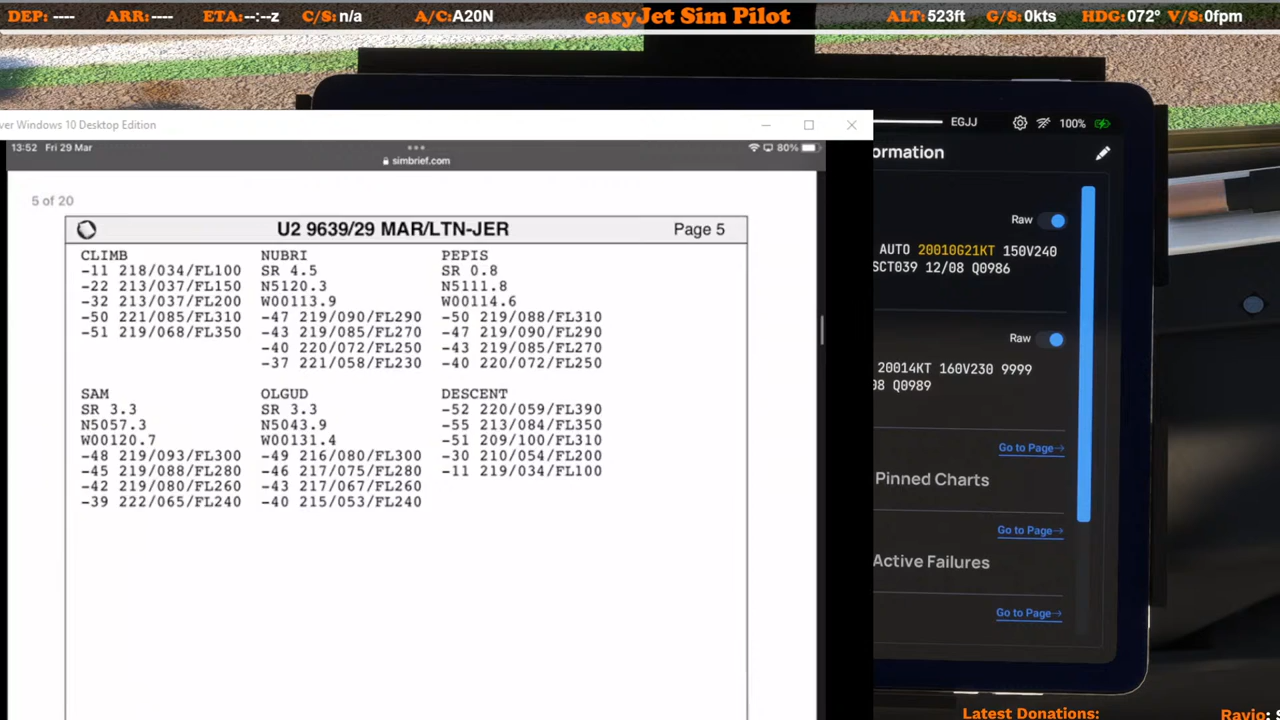 DEP: ---- ARR: ---- ETA: --:--z C/S: n/a A/C: A20N easyJet Sim Pilot ALT: 523ft G/S: 0kts HDG: 072° V/S: 0fpm
ver Windows 10 Desktop Edition
13:52 Fri 29 Mar
simbrief.com
80%
5 of 20
U2 9639/29 MAR/LTN-JER Page 5
CLIMB
-11 218/034/FL100
-22 213/037/FL150
-32 213/037/FL200
-50 221/085/FL310
-51 219/068/FL350
NUBRI
SR 4.5
N5120.3
W00113.9
-47 219/090/FL290
-43 219/085/FL270
-40 220/072/FL250
-37 221/058/FL230
PEPIS
SR 0.8
N5111.8
W00114.6
-50 219/088/FL310
-47 219/090/FL290
-43 219/085/FL270
-40 220/072/FL250
SAM
SR 3.3
N5057.3
W00120.7
-48 219/093/FL300
-45 219/088/FL280
-42 219/080/FL260
-39 222/065/FL240
OLGUD
SR 3.3
N5043.9
W00131.4
-49 216/080/FL300
-46 217/075/FL280
-43 217/067/FL260
-40 215/053/FL240
DESCENT
-52 220/059/FL390
-55 213/084/FL350
-51 209/100/FL310
-30 210/054/FL200
-11 219/034/FL100
EGJJ 100%
ormation
Raw
AUTO 20010G21KT 150V240
SCT039 12/08 Q0986
Raw
20014KT 160V230 9999
08 Q0989
Go to Page→
Pinned Charts
Go to Page→
Active Failures
Go to Page→
Latest Donations: Ravio: S